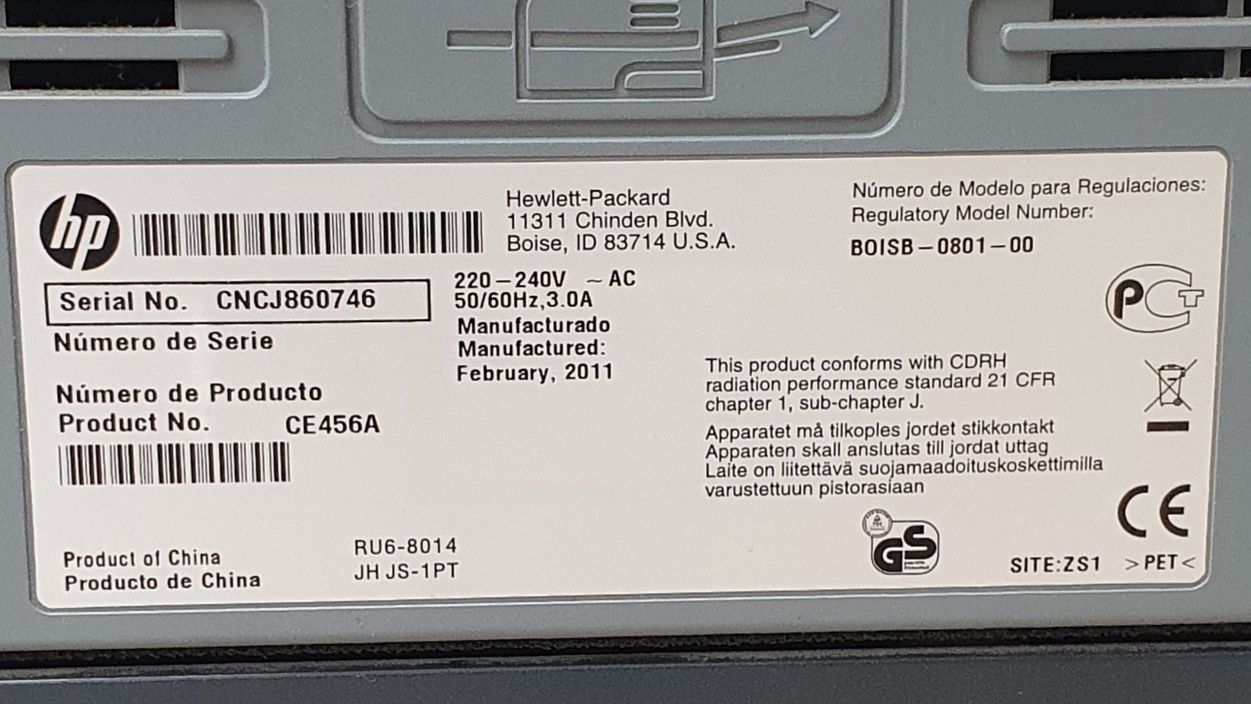 hp
Hewlett-Packard
11311 Chinden Blvd.
Boise, ID 83714 U.S.A.
Número de Modelo para Regulaciones:
Regulatory Model Number:
BOISB-0801-00
Serial No. CNCJ860746
Número de Serie
220-240V ~ AC
50/60Hz,3.0A
Manufacturado
Manufactured:
February, 2011
Número de Producto
Product No. CE456A
This product conforms with CDRH
radiation performance standard 21 CFR
chapter 1, sub-chapter J.
Apparatet må tilkoples jordet stikkontakt
Apparaten skall anslutas till jordat uttag
Laite on liitettävä suojamaadoituskoskettimilla
varustettuun pistorasiaan
Product of China
Producto de China
RU6-8014
JH JS-1PT
GS
SITE:ZS1
>PET<
CE